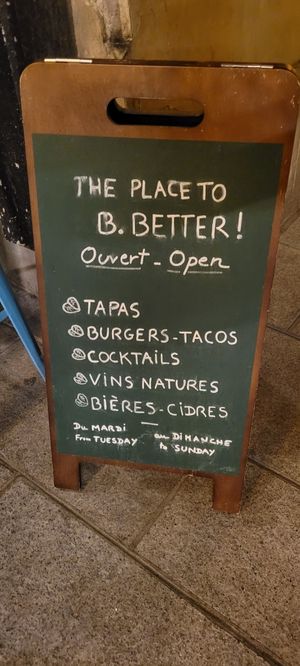 THE PLACE TO
B. BETTER!
Ouvert - Open
TAPAS
BURGERS-TACOS
COCKTAILS
VINS NATURES
BIÈRES-CIDRES
Du MARDI au DIMANCHE
From TUESDAY to SUNDAY